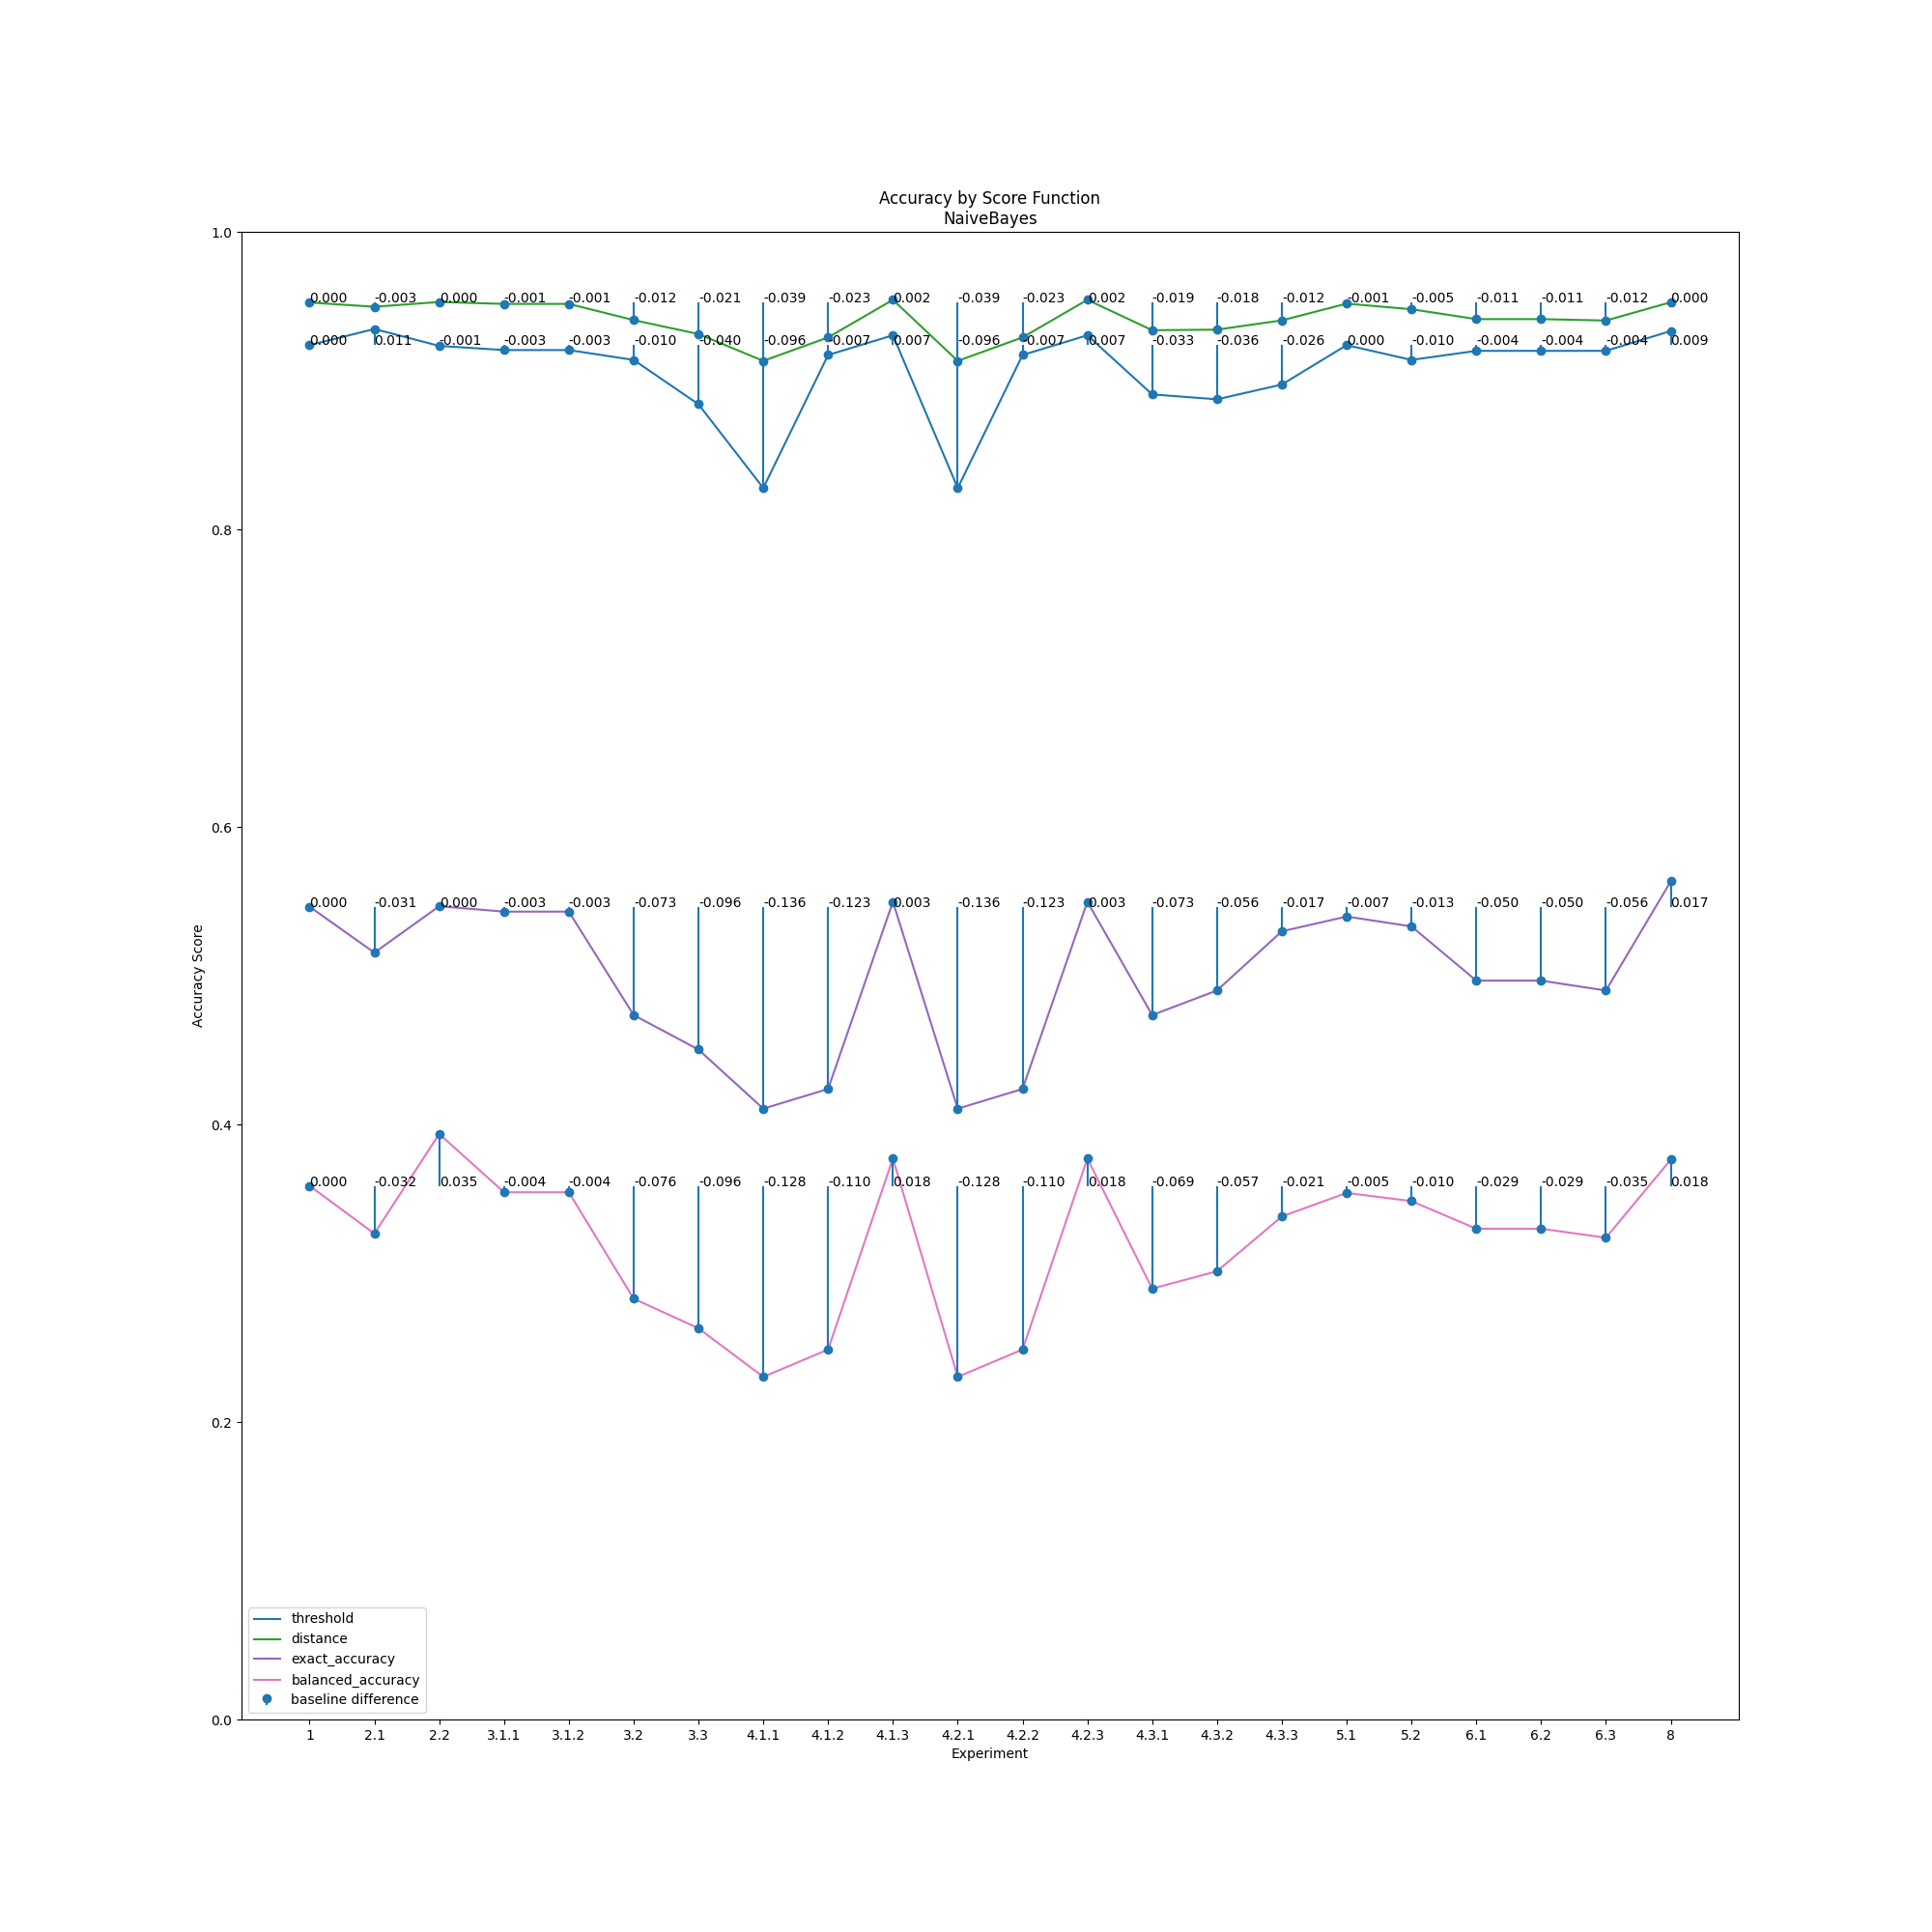 Accuracy by Score Function
NaiveBayes
1.0
0.000 -0.003 0.000 -0.001 -0.001 -0.012 -0.021 -0.039 -0.023 0.002 -0.039 -0.023 0.002 -0.019 -0.018 -0.012 -0.001 -0.005 -0.011 -0.011 -0.012 0.000
0.000 0.011 -0.001 -0.003 -0.003 -0.010 -0.040 -0.096 -0.007 0.007 -0.096 -0.007 0.007 -0.033 -0.036 -0.026 0.000 -0.010 -0.004 -0.004 -0.004 0.009
0.8
0.6
0.000 -0.031 0.000 -0.003 -0.003 -0.073 -0.096 -0.136 -0.123 0.003 -0.136 -0.123 0.003 -0.073 -0.056 -0.017 -0.007 -0.013 -0.050 -0.050 -0.056 0.017
Accuracy Score
0.4
0.000 -0.032 0.035 -0.004 -0.004 -0.076 -0.096 -0.128 -0.110 0.018 -0.128 -0.110 0.018 -0.069 -0.057 -0.021 -0.005 -0.010 -0.029 -0.029 -0.035 0.018
0.2
threshold
distance
exact_accuracy
balanced_accuracy
baseline difference
0.0
1 2.1 2.2 3.1.1 3.1.2 3.2 3.3 4.1.1 4.1.2 4.1.3 4.2.1 4.2.2 4.2.3 4.3.1 4.3.2 4.3.3 5.1 5.2 6.1 6.2 6.3 8
Experiment